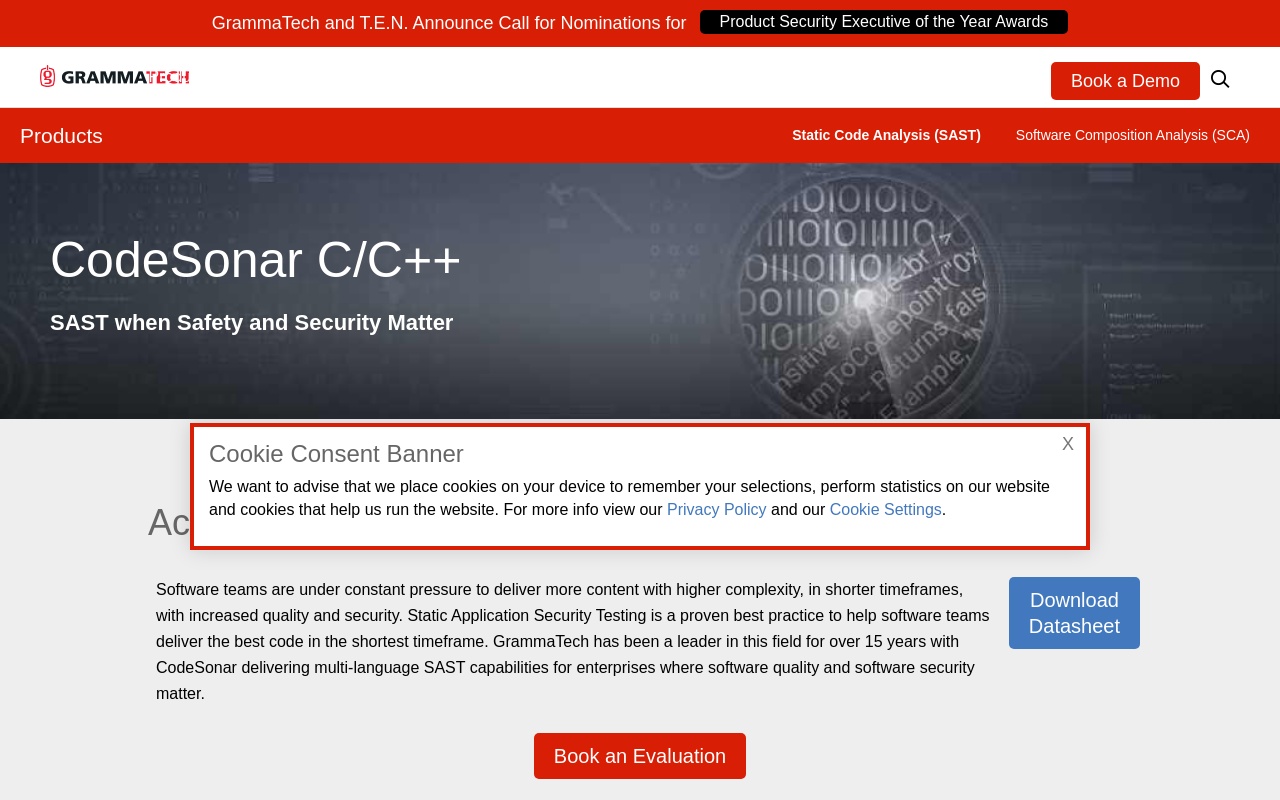 GrammaTech and T.E.N. Announce Call for Nominations for Product Security Executive of the Year Awards
GRAMMATECH
Book a Demo
Products
Static Code Analysis (SAST)
Software Composition Analysis (SCA)
CodeSonar C/C++
SAST when Safety and Security Matter
Cookie Consent Banner
X
We want to advise that we place cookies on your device to remember your selections, perform statistics on our website
and cookies that help us run the website. For more info view our Privacy Policy and our Cookie Settings.
Ac
Software teams are under constant pressure to deliver more content with higher complexity, in shorter timeframes,
with increased quality and security. Static Application Security Testing is a proven best practice to help software teams
deliver the best code in the shortest timeframe. GrammaTech has been a leader in this field for over 15 years with
CodeSonar delivering multi-language SAST capabilities for enterprises where software quality and software security
matter.
Download
Datasheet
Book an Evaluation